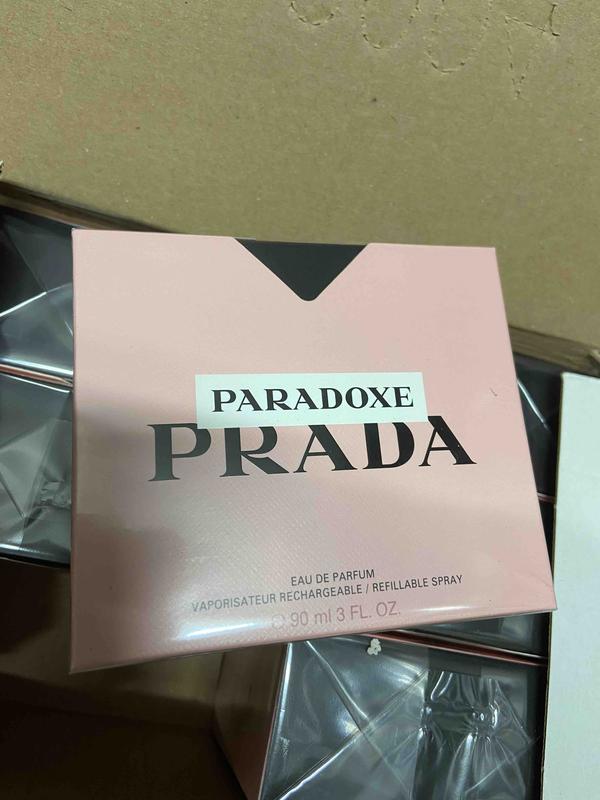 PARADOXE
PRADA
EAU DE PARFUM
VAPORISATEUR RECHARGEABLE / REFILLABLE SPRAY
℮ 90 ml 3 FL. OZ.